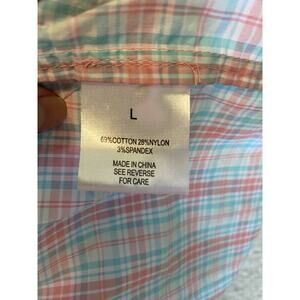 L
69%COTTON 28%NYLON
3%SPANDEX
MADE IN CHINA
SEE REVERSE
FOR CARE